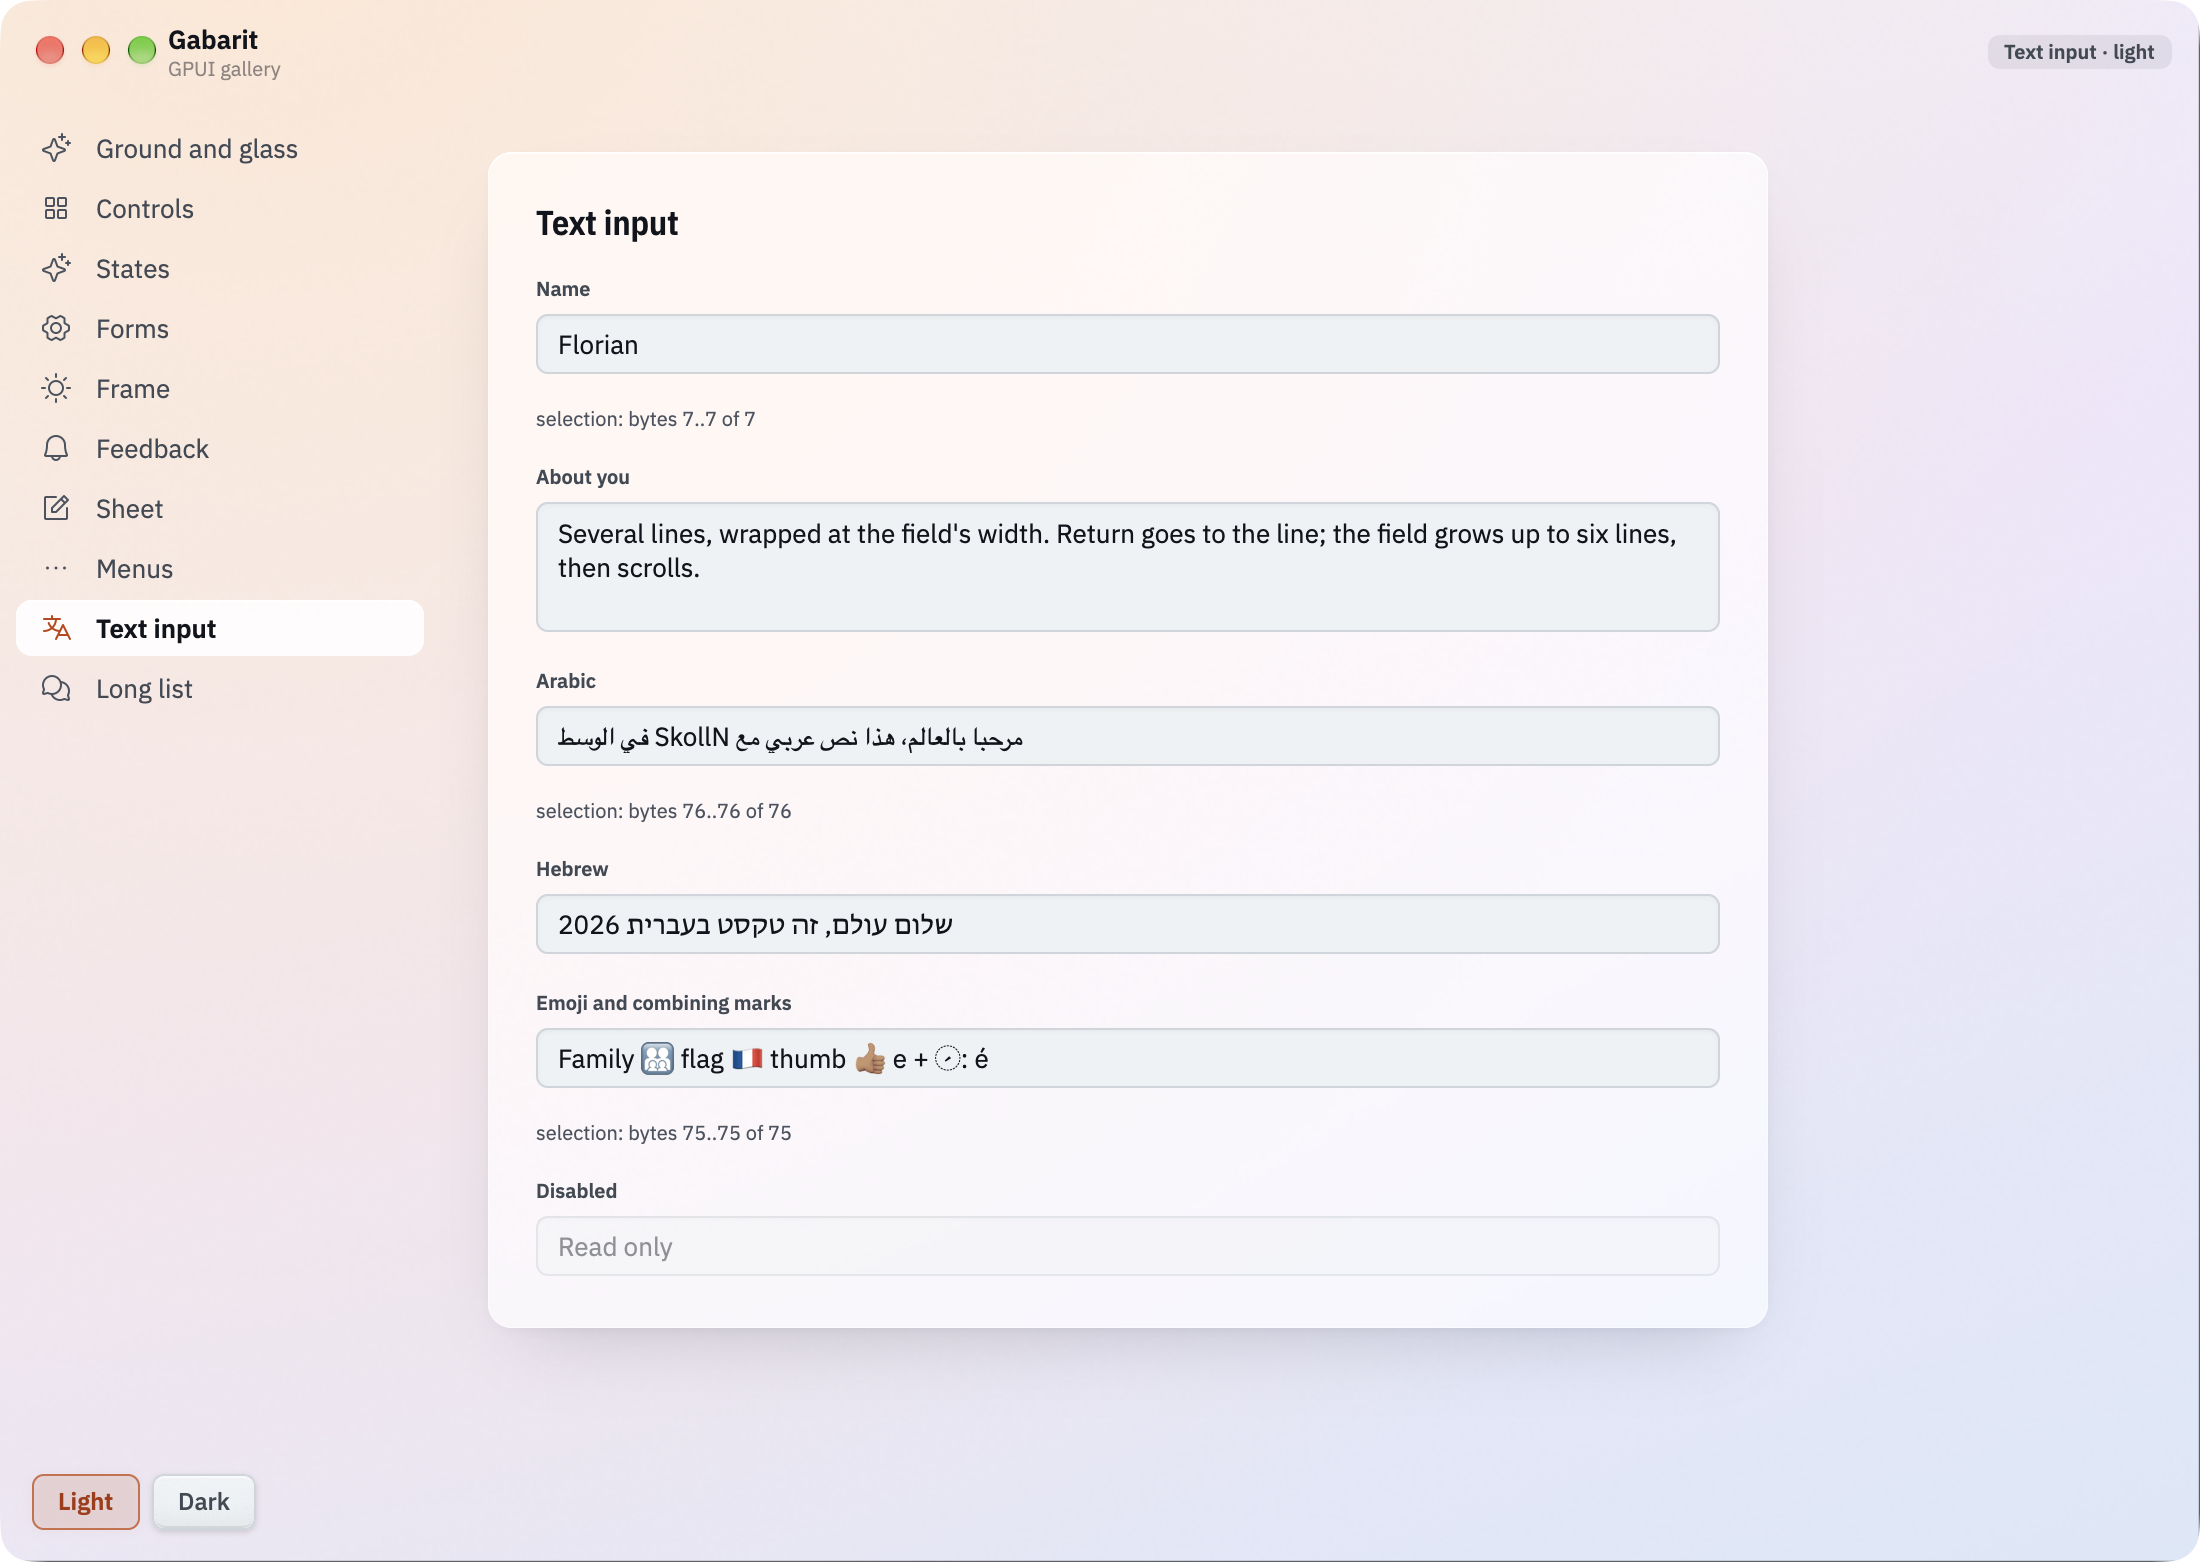 Gabarit
GPUI gallery
Text input · light
Ground and glass
Controls
States
Forms
Frame
Feedback
Sheet
Menus
Text input
Long list
Light
Dark
Text input
Name
Florian
selection: bytes 7..7 of 7
About you
Several lines, wrapped at the field's width. Return goes to the line; the field grows up to six lines,
then scrolls.
Arabic
مرحبا بالعالم، هذا نص عربي مع SkollN في الوسط
selection: bytes 76..76 of 76
Hebrew
שלום עולם, זה טקסט בעברית 2026
Emoji and combining marks
Family 👨‍👩‍👧‍👦 flag 🇫🇷 thumb 👍🏽 e + ◌́: é
selection: bytes 75..75 of 75
Disabled
Read only